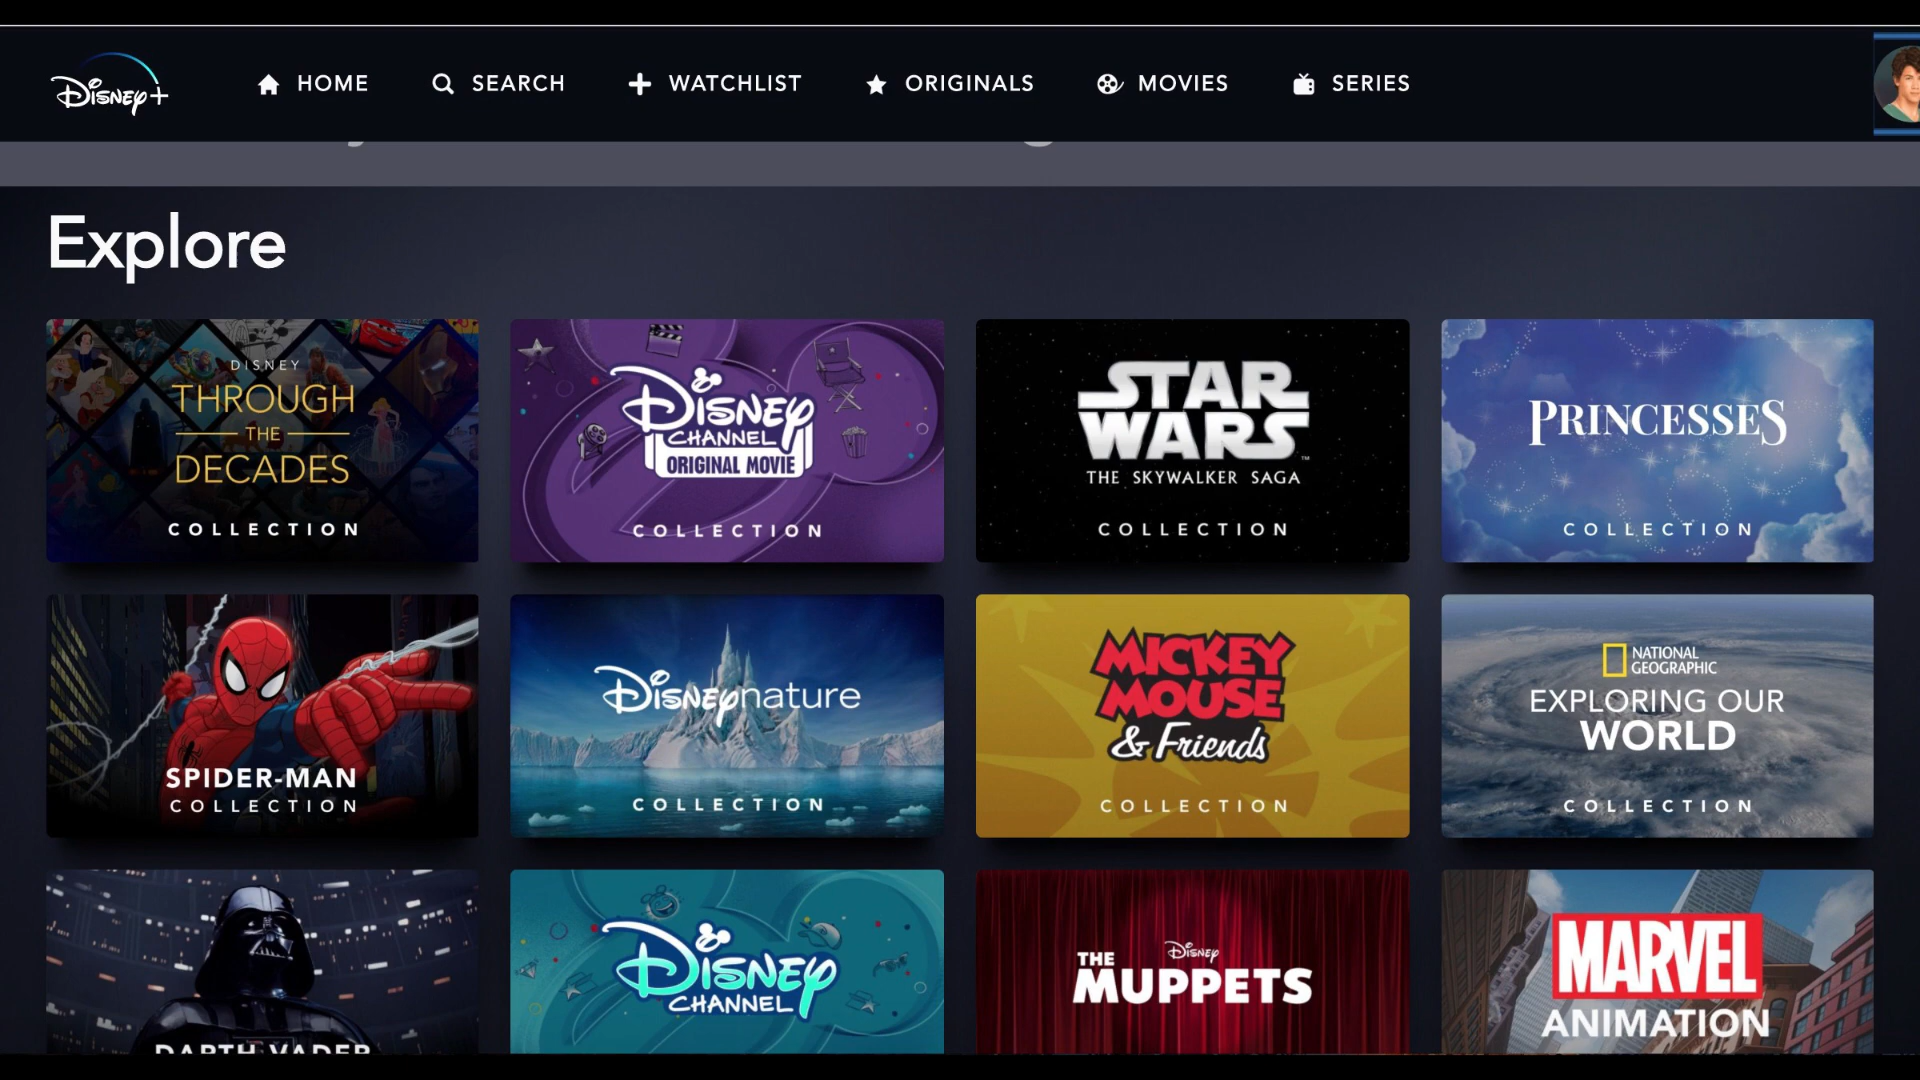 Disney+
HOME
SEARCH
WATCHLIST
ORIGINALS
MOVIES
SERIES
Explore
DISNEY
THROUGH
THE
DECADES
COLLECTION
Disney
CHANNEL
ORIGINAL MOVIE
COLLECTION
STAR
WARS
THE SKYWALKER SAGA
COLLECTION
PRINCESSES
COLLECTION
SPIDER-MAN
COLLECTION
Disneynature
COLLECTION
MICKEY
MOUSE
& Friends
COLLECTION
NATIONAL
GEOGRAPHIC
EXPLORING OUR
WORLD
COLLECTION
DARTH VADER
Disney
CHANNEL
Disney
THE
MUPPETS
MARVEL
ANIMATION